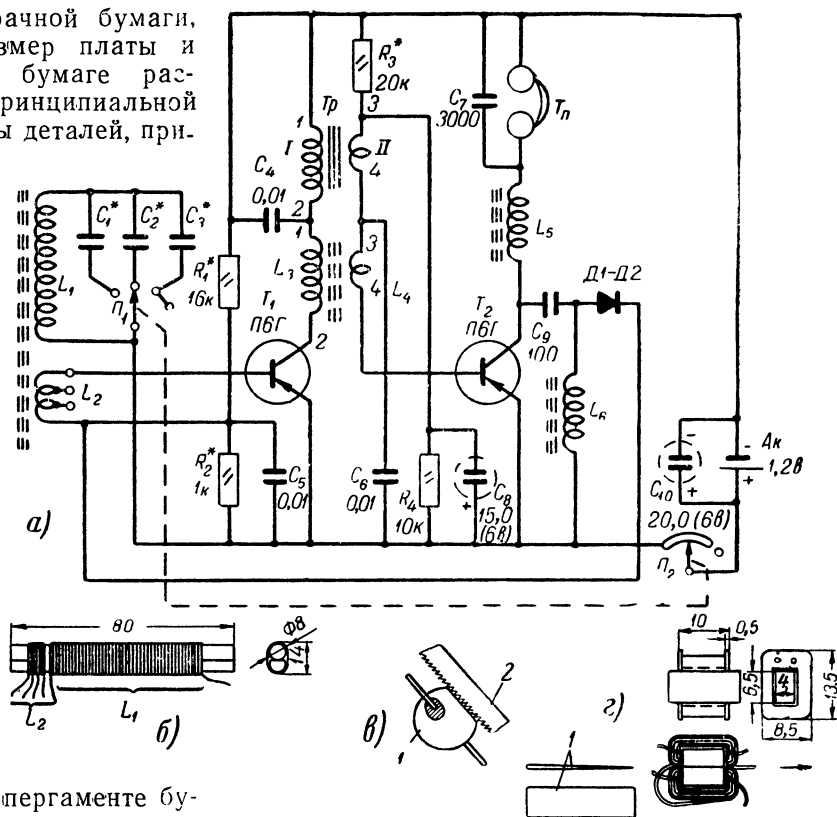 рачной бумаги,
змер платы и
бумаге рас-
ринципиальной
ы деталей, при-
R3*
20к
3
Тр
1
I
II
4
C7
3000
Тп
C4
0,01
2
1
3
4
L3
L4
L5
C1*
C2*
C3*
L1
П1
R1*
16к
T1
П6Г
2
T2
П6Г
Д1-Д2
C9
100
L2
L6
R2*
1к
C5
0,01
C6
0,01
R4
10к
+
C8
15,0
(6в)
-
+
C10
20,0 (6в)
-
Ак
+
1,2в
П2
а)
80
Ф8
14
L2
L1
б)
1
2
в)
1
г)
10
0,5
6,5
4
3
8,5
13,5
пергаменте бу-